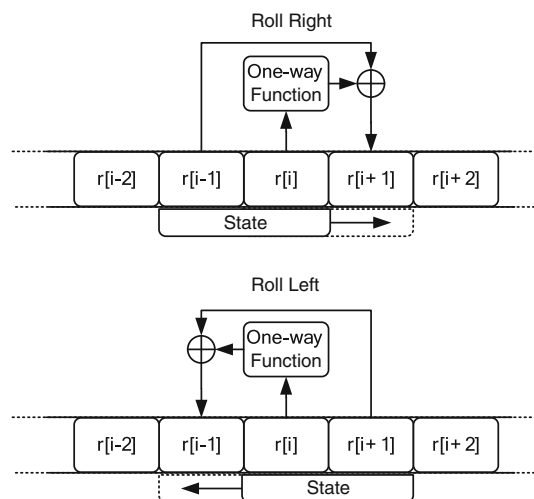 Roll Right
One-way
Function
r[i-2] r[i-1] r[i] r[i+1] r[i+2]
State
Roll Left
One-way
Function
r[i-2] r[i-1] r[i] r[i+1] r[i+2]
State